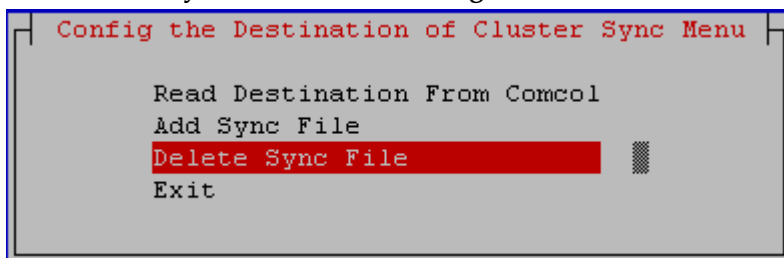 Config the Destination of Cluster Sync Menu
Read Destination From Comcol
Add Sync File
Delete Sync File
Exit